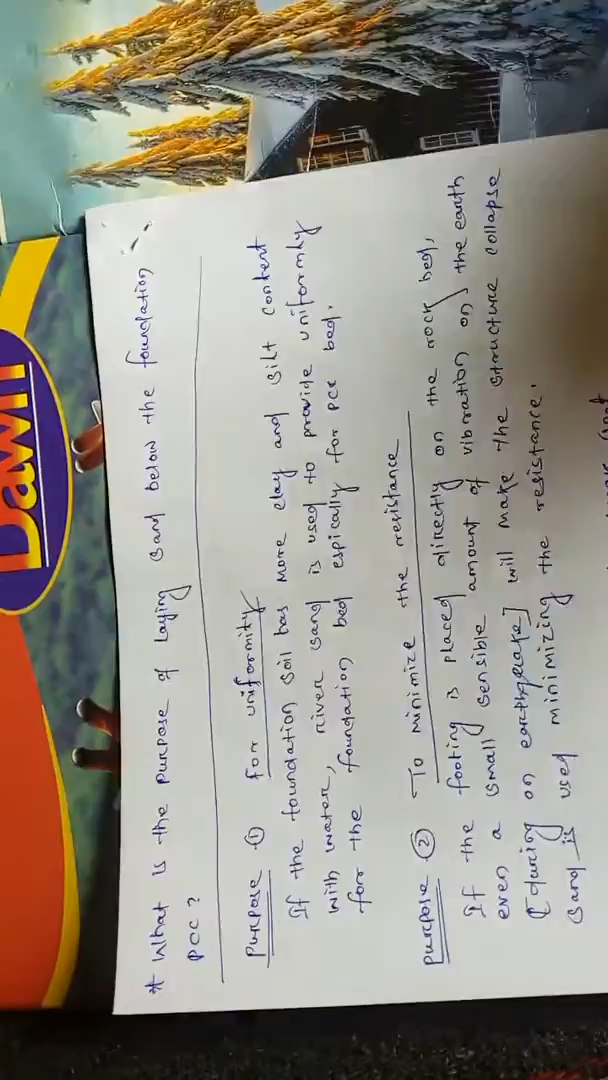 Dawn
* What is the purpose of laying sand below the foundation
PCC ?
Purpose ① for uniformity
If the foundation soil has more clay and silt content
with water, river sand is used to provide uniformly
for the foundation bed espically for PCC bed.
Purpose ② To minimize the resistance
If the footing is placed directly on the rock bed,
even a small sensible amount of vibration on the earth
[during on earthqeake] will make the structure collapse
sand is used minimizing the resistance.